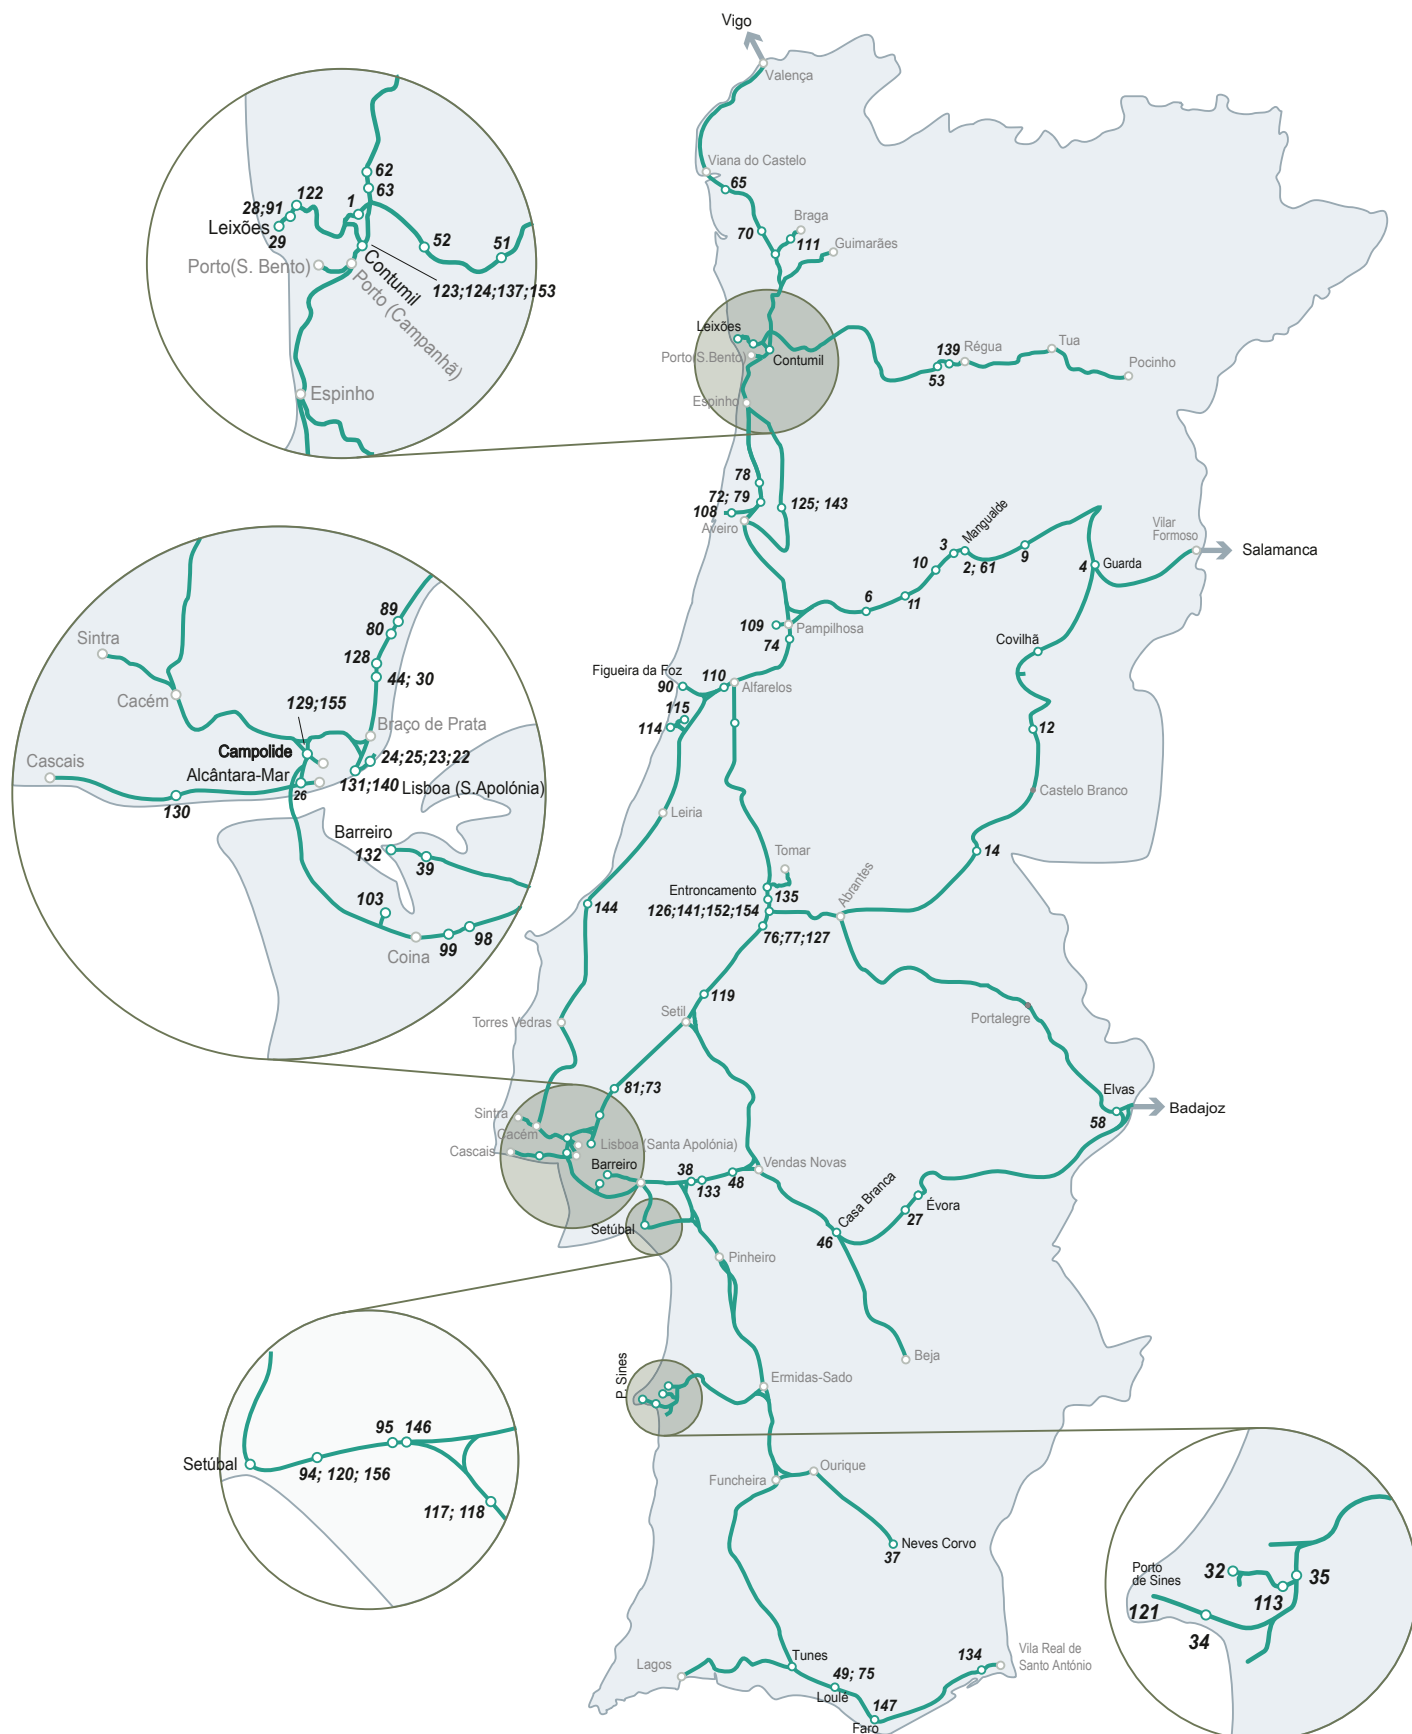 Vigo
Valença
Viana do Castelo
65
Braga
70
111
Guimarães
62
63
122
1
28;91
Leixões
29
52
51
Porto(S. Bento)
Contumil
123;124;137;153
Porto (Campanhã)
Espinho
Leixões
Porto(S.Bento)
Contumil
139
Régua
Tua
53
Pocinho
Espinho
78
72; 79
108
125; 143
Aveiro
Mangualde
3
2; 61
10
9
4
Guarda
Vilar
Formoso
Salamanca
6
11
109
Pampilhosa
74
Covilhã
Figueira da Foz
90
110
Alfarelos
115
114
12
Castelo Branco
Leiria
14
Tomar
Entroncamento
135
126;141;152;154
Abrantes
76;77;127
144
119
Setil
Portalegre
Torres Vedras
89
80
Sintra
128
44; 30
Cacém
129;155
Braço de Prata
Campolide
24;25;23;22
Cascais
Alcântara-Mar
131;140
Lisboa (S.Apolónia)
26
130
Barreiro
132
39
103
Coina
99
98
81;73
Elvas
58
Badajoz
Sintra
Cacém
Lisboa (Santa Apolónia)
Cascais
Barreiro
38
133
48
Vendas Novas
Casa Branca
27
Évora
46
Setúbal
Pinheiro
Beja
P. Sines
Ermidas-Sado
95
146
Setúbal
94; 120; 156
117; 118
Funcheira
Ourique
Neves Corvo
37
Porto
de Sines
32
35
113
121
34
Lagos
Tunes
49; 75
Loulé
147
Faro
134
Vila Real de
Santo António